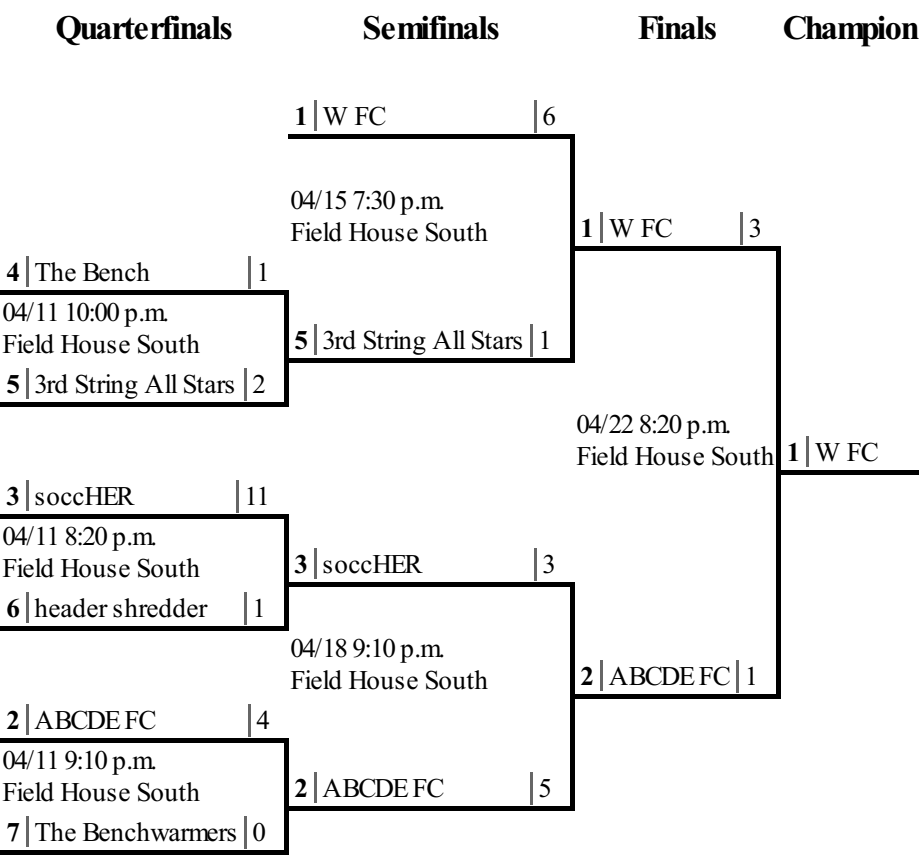 Quarterfinals Semifinals Finals Champion
1 W FC 6
04/15 7:30 p.m.
Field House South
1 W FC 3
4 The Bench 1
04/11 10:00 p.m.
Field House South
5 3rd String All Stars 1
5 3rd String All Stars 2
04/22 8:20 p.m.
Field House South
1 W FC
3 soccHER 11
04/11 8:20 p.m.
Field House South
3 soccHER 3
6 header shredder 1
04/18 9:10 p.m.
Field House South
2 ABCDE FC 1
2 ABCDE FC 4
04/11 9:10 p.m.
Field House South
2 ABCDE FC 5
7 The Benchwarmers 0